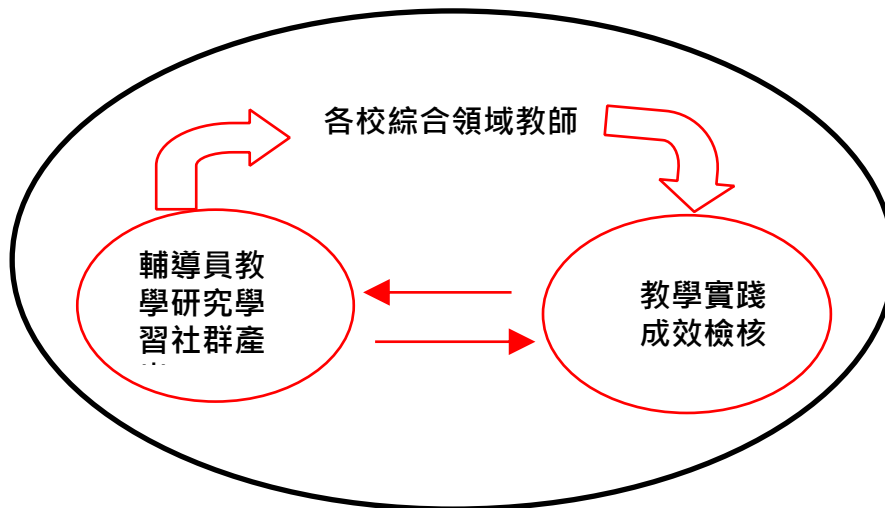 各校綜合領域教師
輔導員教
學研究學
習社群產
教學實踐
成效檢核